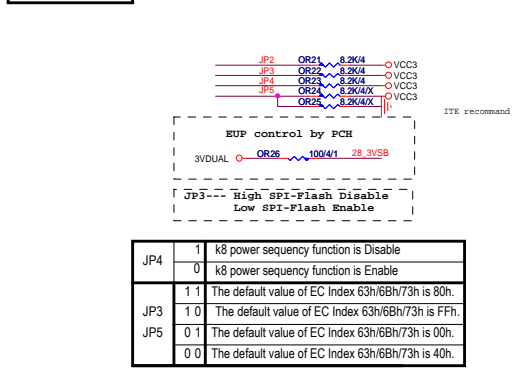 JP2 OR21 8.2K/4 VCC3
JP3 OR22 8.2K/4 VCC3
JP4 OR23 8.2K/4 VCC3
JP5 OR24 8.2K/4/X VCC3
OR25 8.2K/4/X
ITE recommand
EUP control by PCH
3VDUAL OR26 100/4/1 28_3VSB
JP3--- High SPI-Flash Disable
Low SPI-Flash Enable
JP4 1 k8 power sequency function is Disable
0 k8 power sequency function is Enable
1 1 The default value of EC Index 63h/6Bh/73h is 80h.
JP3 1 0 The default value of EC Index 63h/6Bh/73h is FFh.
JP5 0 1 The default value of EC Index 63h/6Bh/73h is 00h.
0 0 The default value of EC Index 63h/6Bh/73h is 40h.